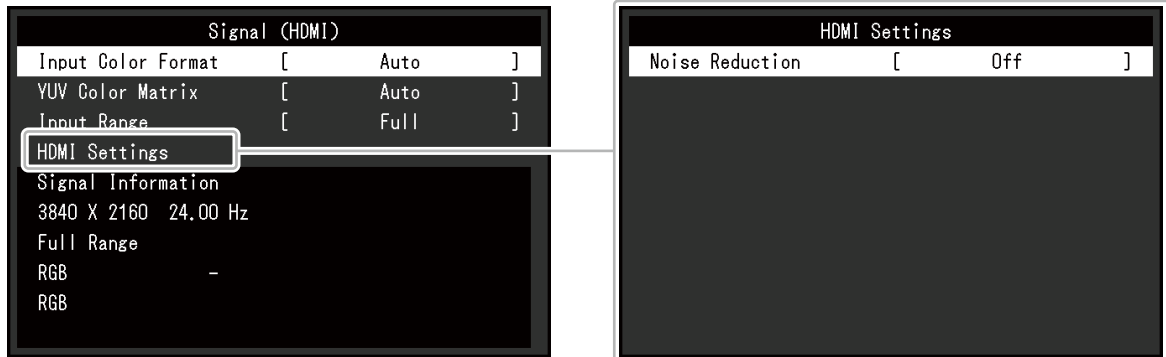 Signal (HDMI)
Input Color Format [ Auto ]
YUV Color Matrix [ Auto ]
Input Range [ Full ]
HDMI Settings
Signal Information
3840 X 2160 24.00 Hz
Full Range
RGB -
RGB
HDMI Settings
Noise Reduction [ Off ]